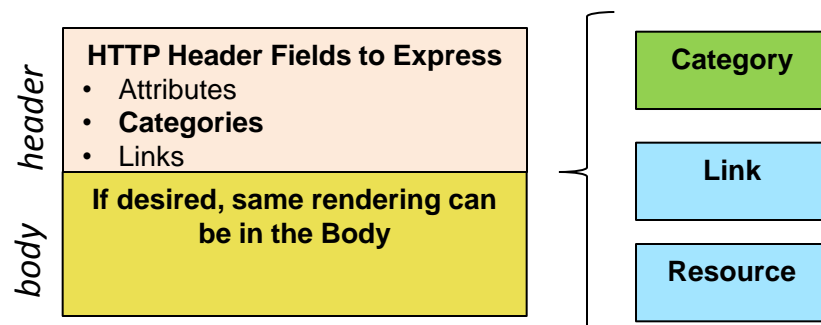 header
HTTP Header Fields to Express
• Attributes
• Categories
• Links
body
If desired, same rendering can
be in the Body
Category
Link
Resource